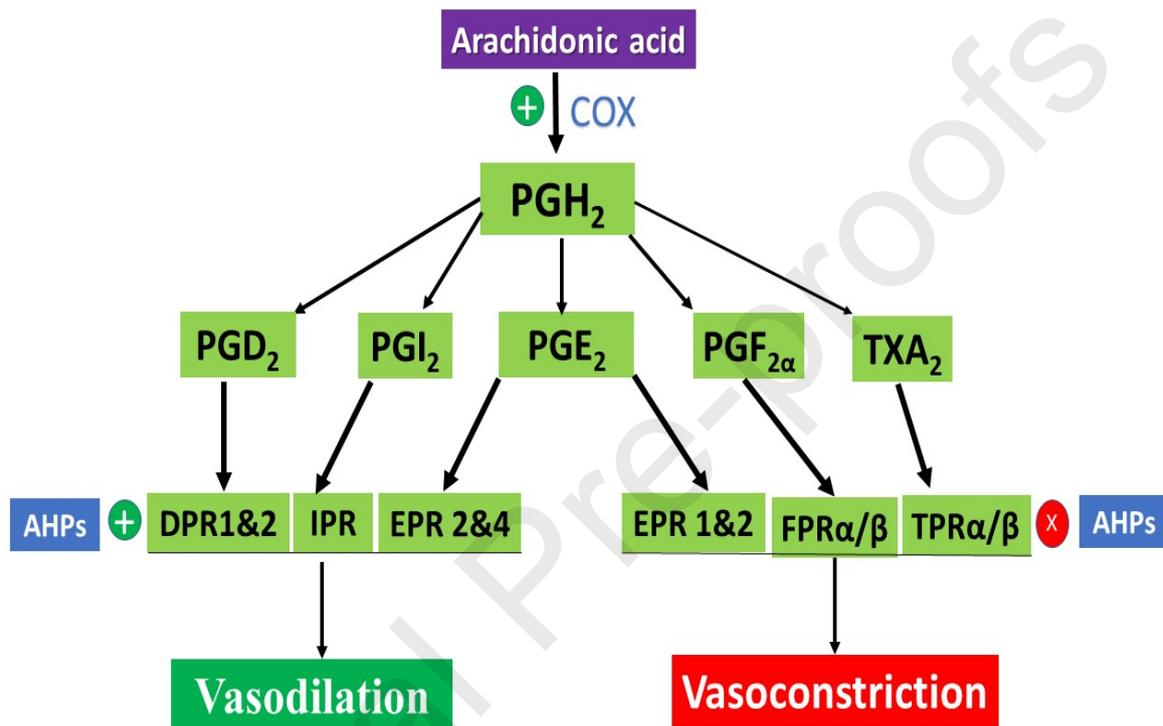 Arachidonic acid
+ COX
PGH₂
PGD₂ PGI₂ PGE₂ PGF₂α TXA₂
AHPs + DPR1&2 IPR EPR 2&4 EPR 1&2 FPRα/β TPRα/β X AHPs
Vasodilation Vasoconstriction
al Pre-proofs